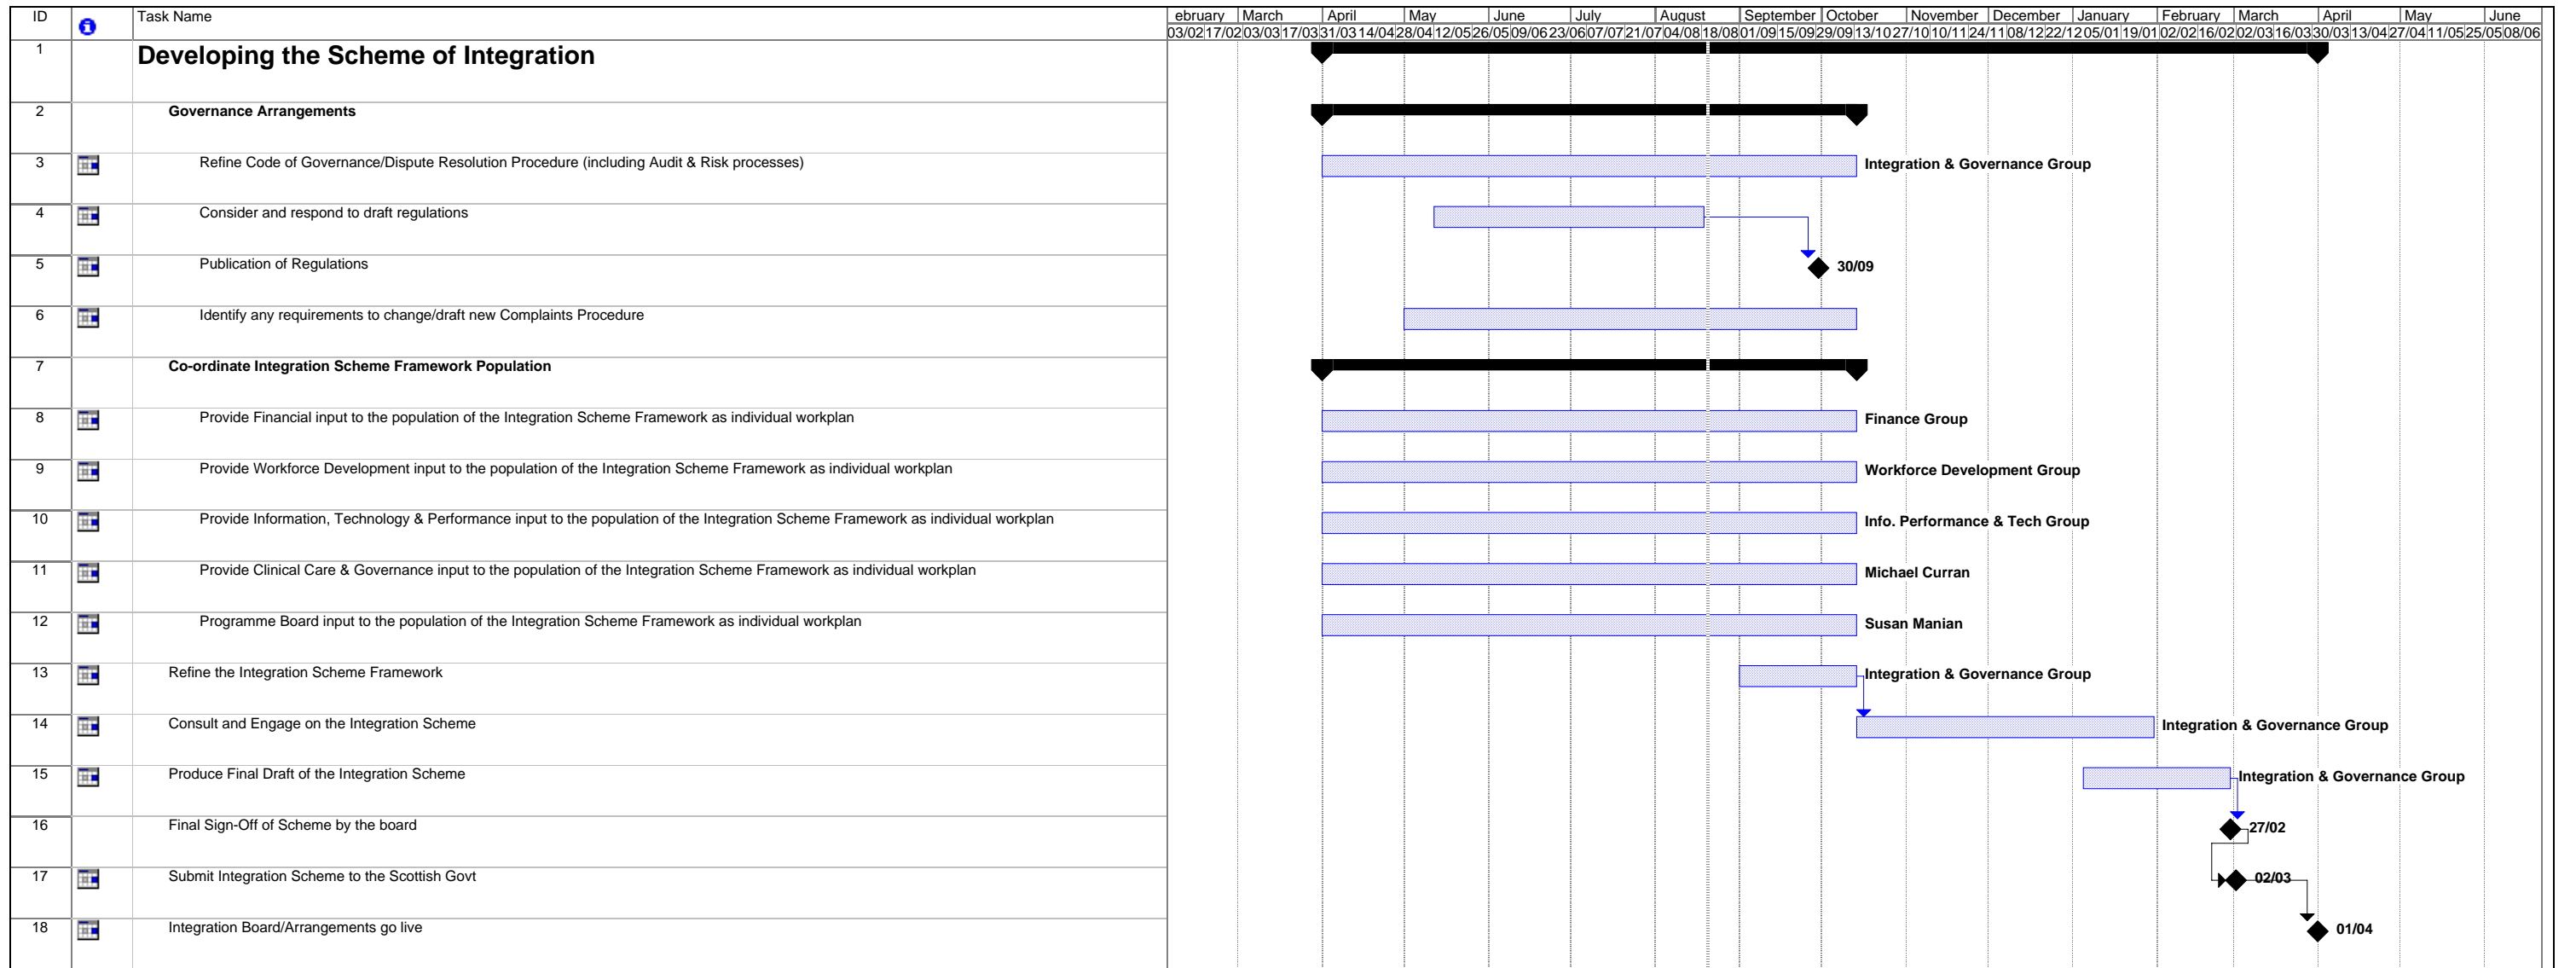 ID Task Name ebruary March April May June July August September October November December January February March April May June
03/02 17/02 03/03 17/03 31/03 14/04 28/04 12/05 26/05 09/06 23/06 07/07 21/07 04/08 18/08 01/09 15/09 29/09 13/10 27/10 10/11 24/11 08/12 22/12 05/01 19/01 02/02 16/02 02/03 16/03 30/03 13/04 27/04 11/05 25/05 08/06
1 Developing the Scheme of Integration
2 Governance Arrangements
3 Refine Code of Governance/Dispute Resolution Procedure (including Audit & Risk processes) Integration & Governance Group
4 Consider and respond to draft regulations
5 Publication of Regulations 30/09
6 Identify any requirements to change/draft new Complaints Procedure
7 Co-ordinate Integration Scheme Framework Population
8 Provide Financial input to the population of the Integration Scheme Framework as individual workplan Finance Group
9 Provide Workforce Development input to the population of the Integration Scheme Framework as individual workplan Workforce Development Group
10 Provide Information, Technology & Performance input to the population of the Integration Scheme Framework as individual workplan Info. Performance & Tech Group
11 Provide Clinical Care & Governance input to the population of the Integration Scheme Framework as individual workplan Michael Curran
12 Programme Board input to the population of the Integration Scheme Framework as individual workplan Susan Manian
13 Refine the Integration Scheme Framework Integration & Governance Group
14 Consult and Engage on the Integration Scheme Integration & Governance Group
15 Produce Final Draft of the Integration Scheme Integration & Governance Group
16 Final Sign-Off of Scheme by the board 27/02
17 Submit Integration Scheme to the Scottish Govt 02/03
18 Integration Board/Arrangements go live 01/04